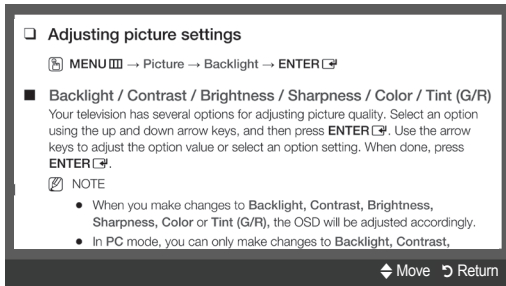 Adjusting picture settings
MENU → Picture → Backlight → ENTER
Backlight / Contrast / Brightness / Sharpness / Color / Tint (G/R)
Your television has several options for adjusting picture quality. Select an option
using the up and down arrow keys, and then press ENTER. Use the arrow
keys to adjust the option value or select an option setting. When done, press
ENTER.
NOTE
● When you make changes to Backlight, Contrast, Brightness,
Sharpness, Color or Tint (G/R), the OSD will be adjusted accordingly.
● In PC mode, you can only make changes to Backlight, Contrast,
Move Return